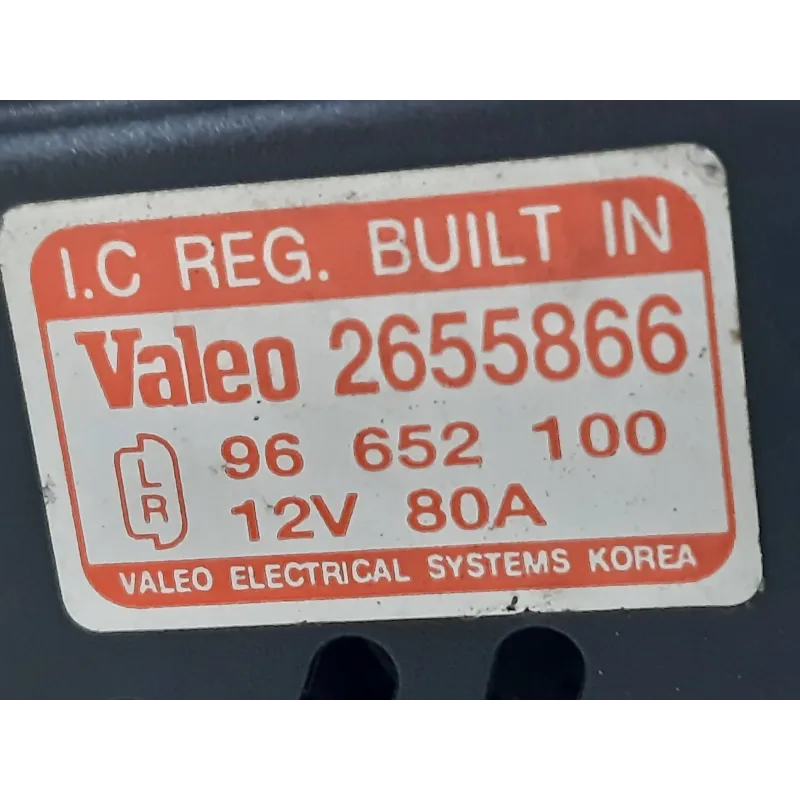 I.C REG. BUILT IN
Valeo 2655866
L 96 652 100
R 12V 80A
VALEO ELECTRICAL SYSTEMS KOREA